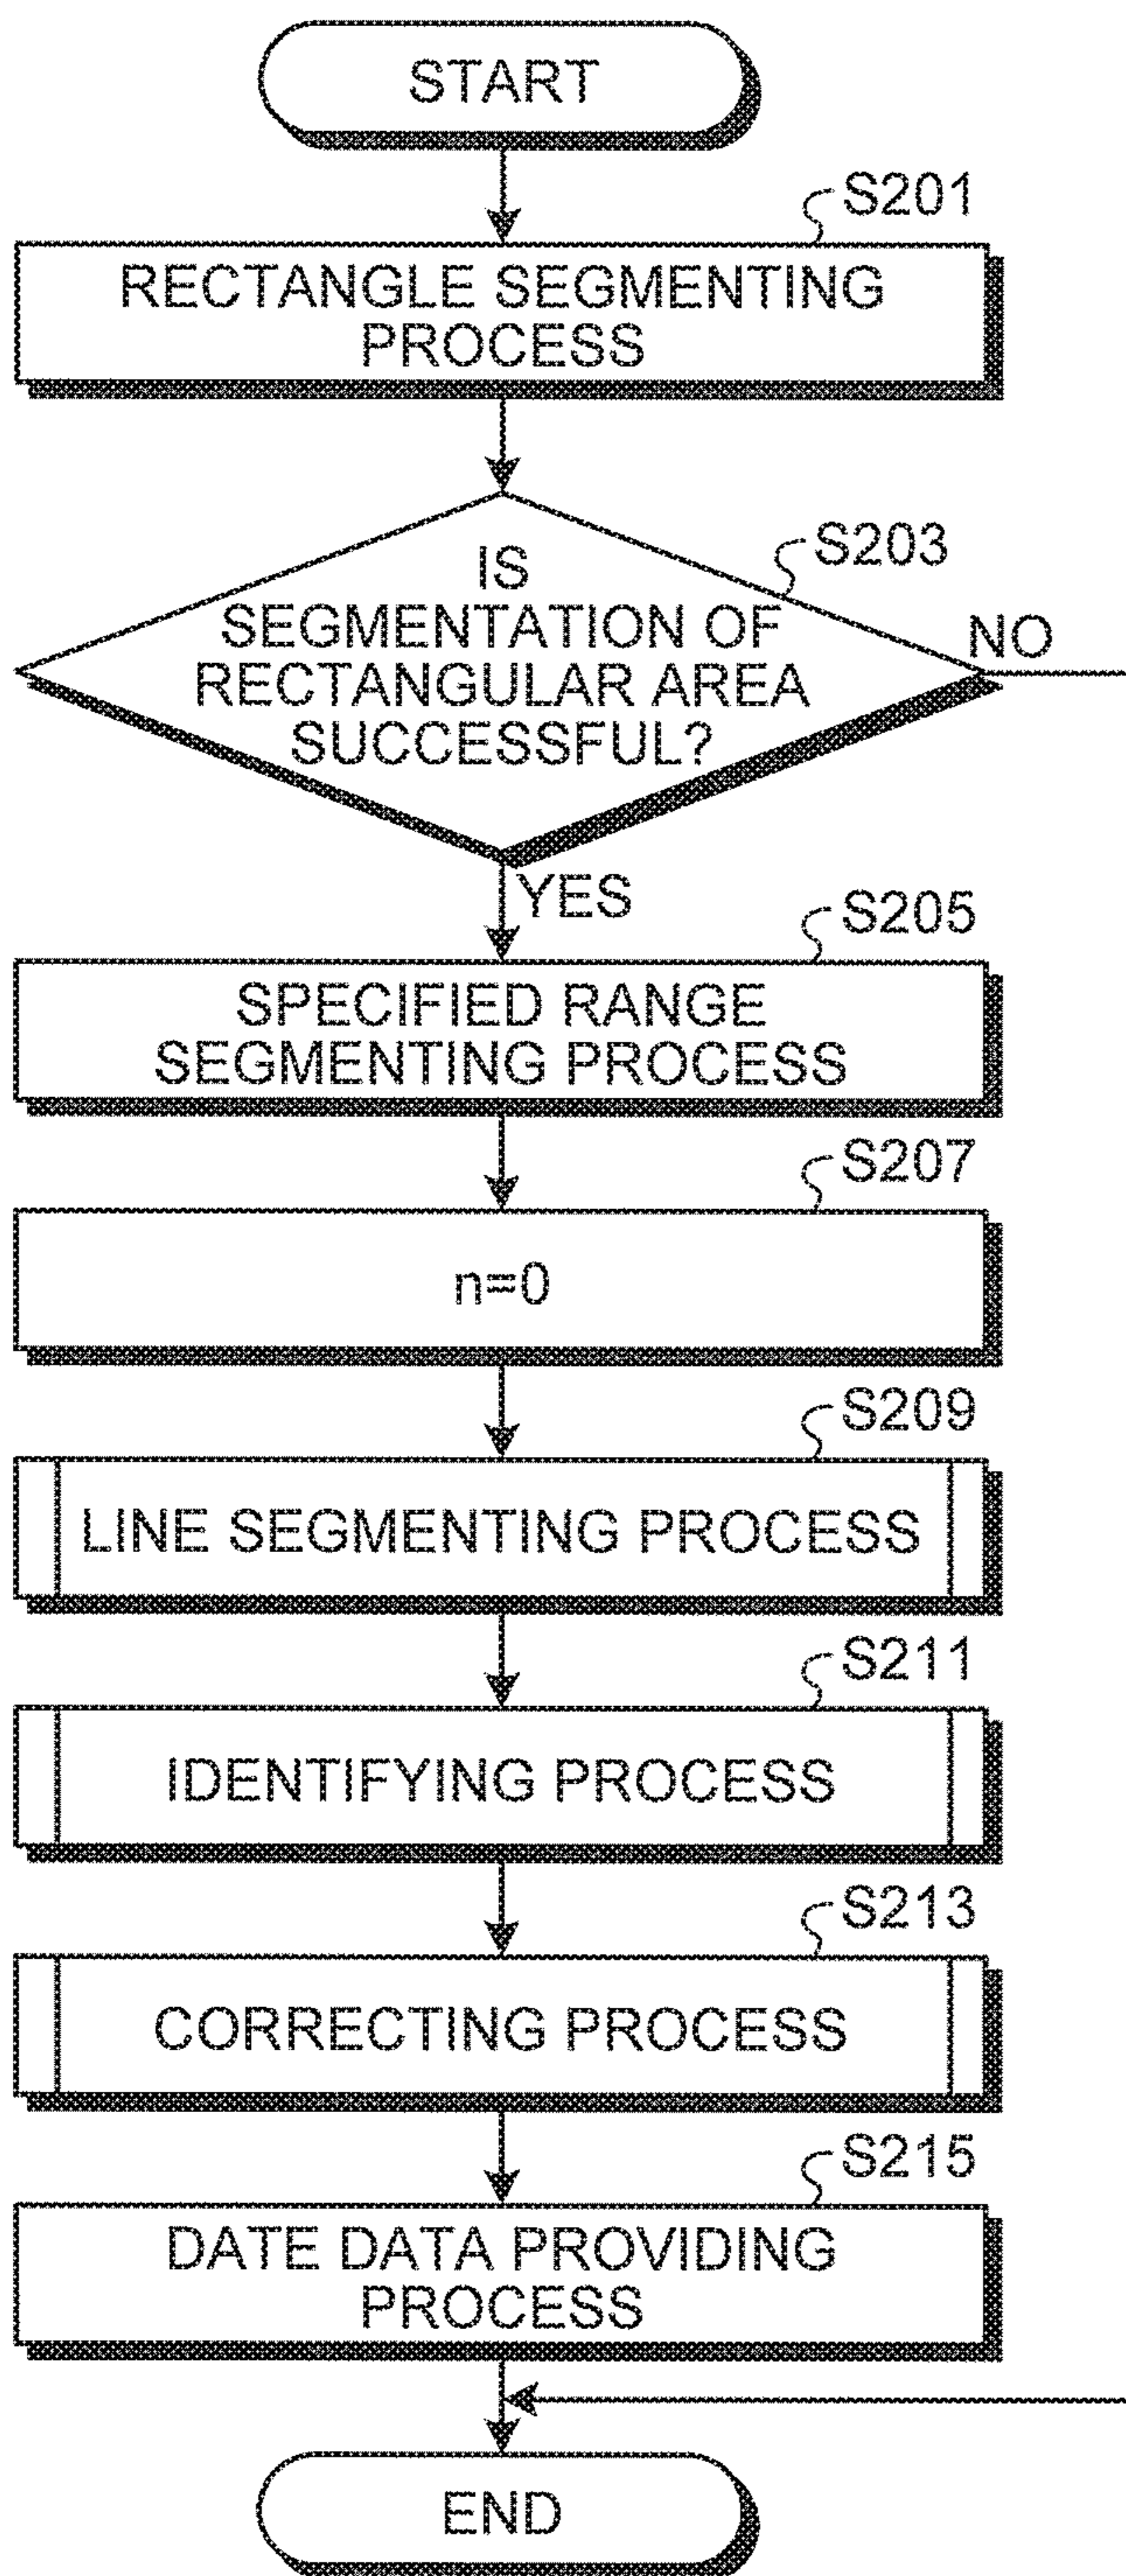 START
S201
RECTANGLE SEGMENTING
PROCESS
S203
IS
SEGMENTATION OF
RECTANGULAR AREA
SUCCESSFUL?
NO
YES
S205
SPECIFIED RANGE
SEGMENTING PROCESS
S207
n=0
S209
LINE SEGMENTING PROCESS
S211
IDENTIFYING PROCESS
S213
CORRECTING PROCESS
S215
DATE DATA PROVIDING
PROCESS
END